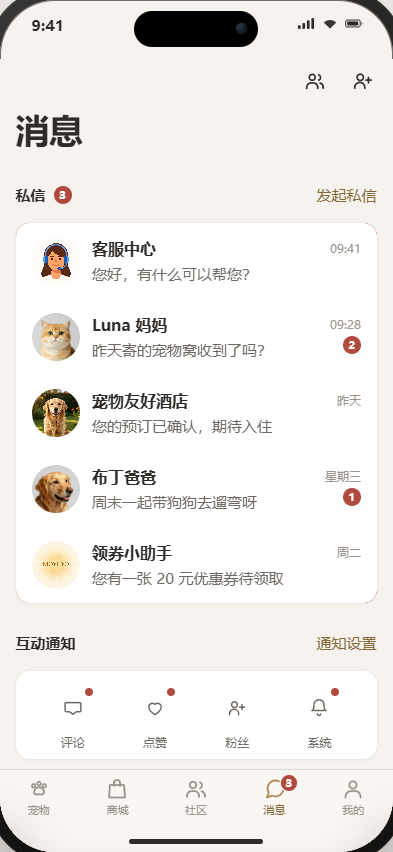 9:41
消息
私信 3 发起私信
客服中心 09:41
您好，有什么可以帮您？
Luna 妈妈 09:28
昨天寄的宠物窝收到了吗？ 2
宠物友好酒店 昨天
您的预订已确认，期待入住
布丁爸爸 星期三
周末一起带狗狗去遛弯呀 1
领券小助手 周二
您有一张 20 元优惠券待领取
互动通知 通知设置
评论 点赞 粉丝 系统
3
宠物 商城 社区 消息 我的